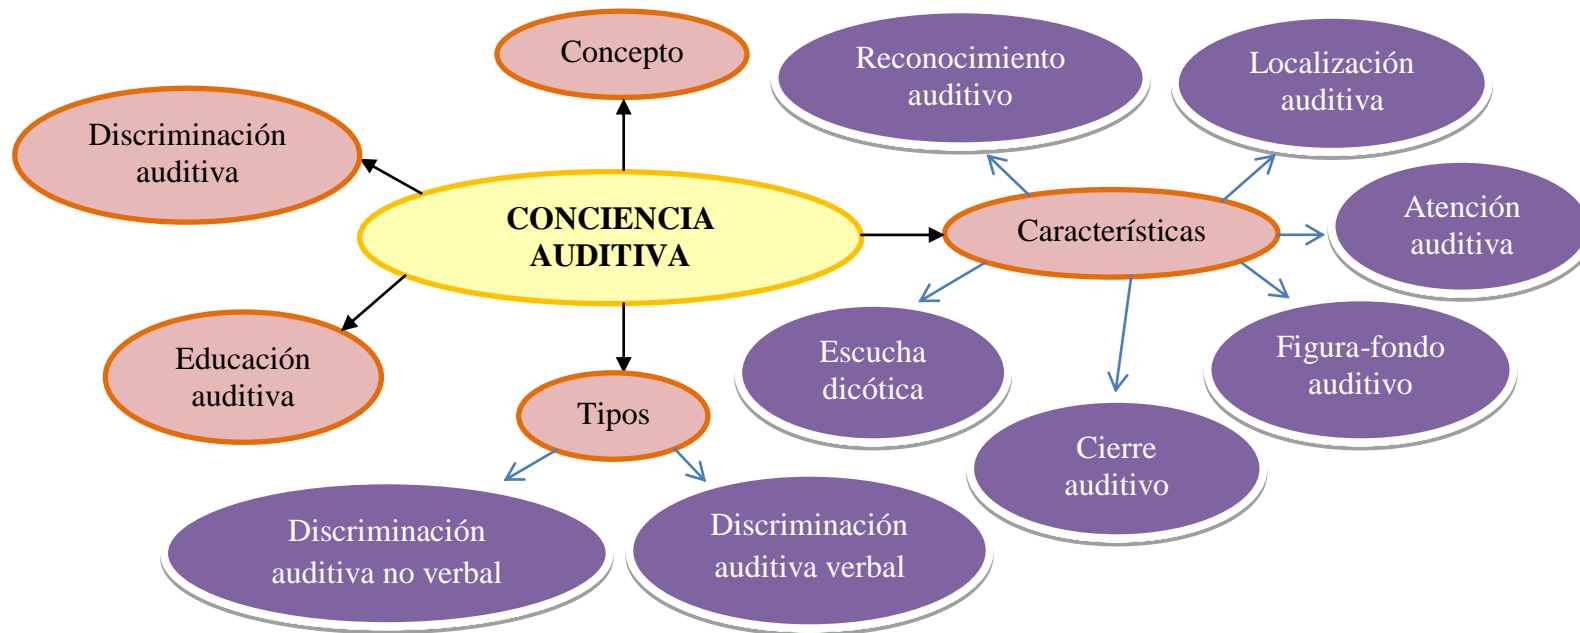 Concepto
Reconocimiento
auditivo
Localización
auditiva
Discriminación
auditiva
CONCIENCIA
AUDITIVA
Características
Atención
auditiva
Educación
auditiva
Tipos
Escucha
dicótica
Figura-fondo
auditivo
Cierre
auditivo
Discriminación
auditiva no verbal
Discriminación
auditiva verbal